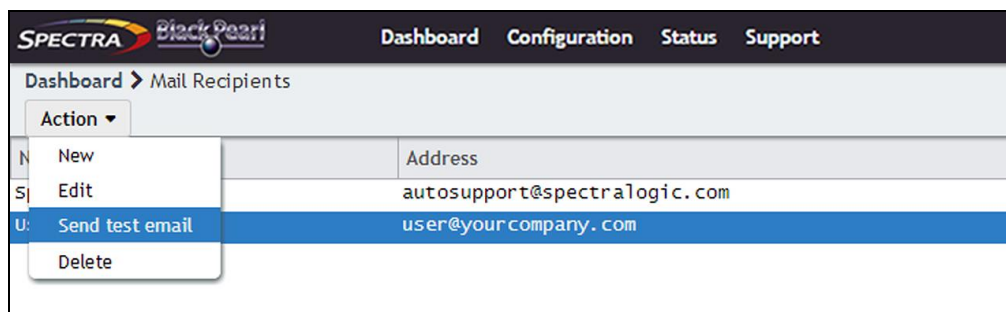 SPECTRA BlackPearl Dashboard Configuration Status Support
Dashboard > Mail Recipients
Action
New Address
Edit autosupport@spectralogic.com
Send test email user@yourcompany.com
Delete